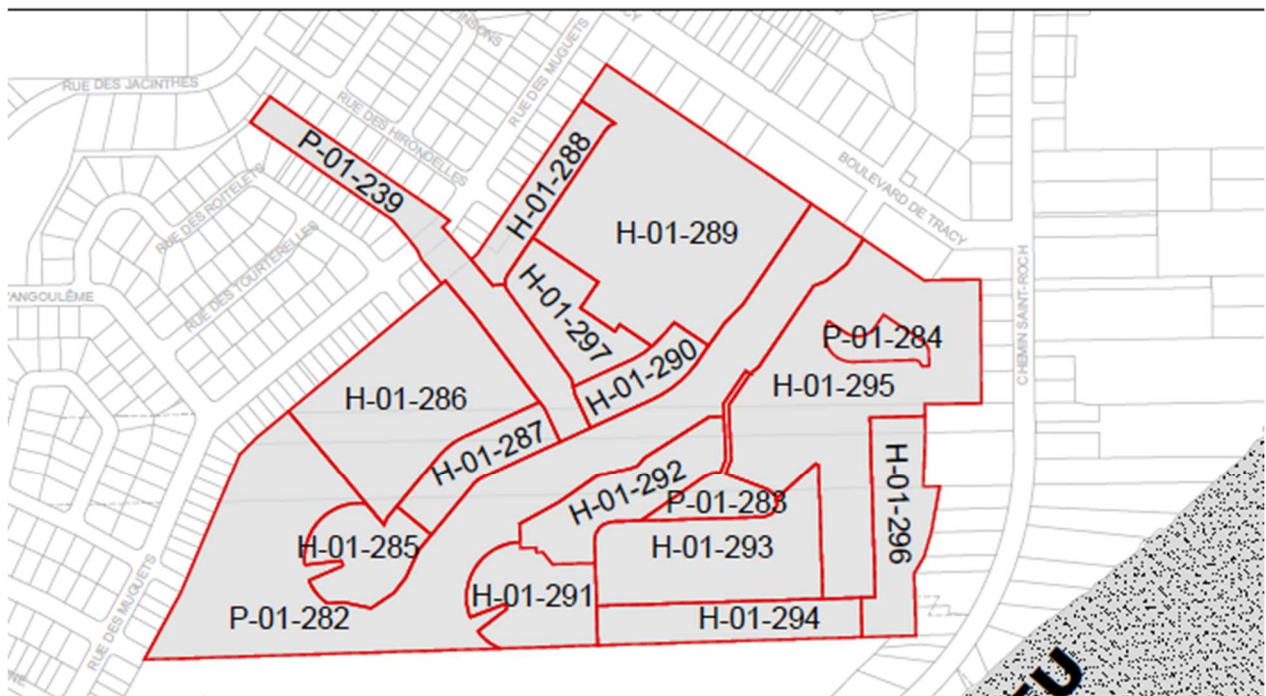 RUE DES JACINTHES
RUE DES HIRONDELLES
RUE DES MUGUETS
P-01-239
H-01-288
RUE DES ROITELETS
BOULEVARD DE TRACY
H-01-289
RUE DES TOURTERELLES
CHEMIN SAINT-ROCH
H-01-297
P-01-284
H-01-290
H-01-295
H-01-286
H-01-287
H-01-292
H-01-296
P-01-283
H-01-285
H-01-293
H-01-291
P-01-282
H-01-294
RUE DES MUGUETS